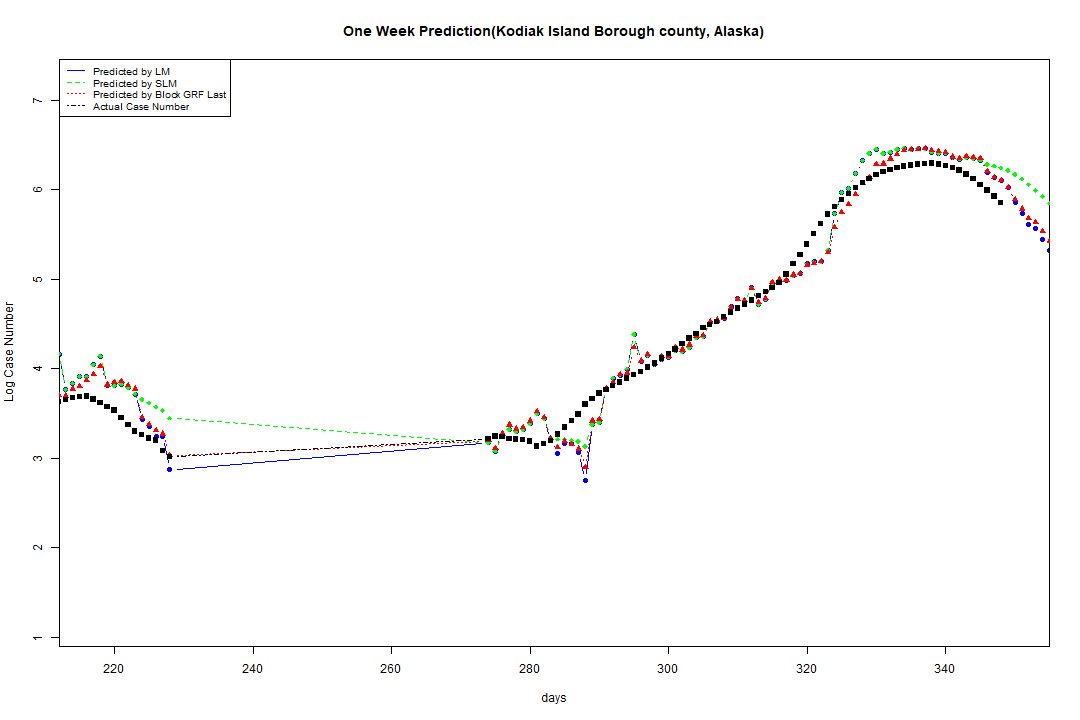 One Week Prediction(Kodiak Island Borough county, Alaska)
Predicted by LM
Predicted by SLM
Predicted by Block GRF Last
Actual Case Number
Log Case Number
7
6
5
4
3
2
1
220 240 260 280 300 320 340
days